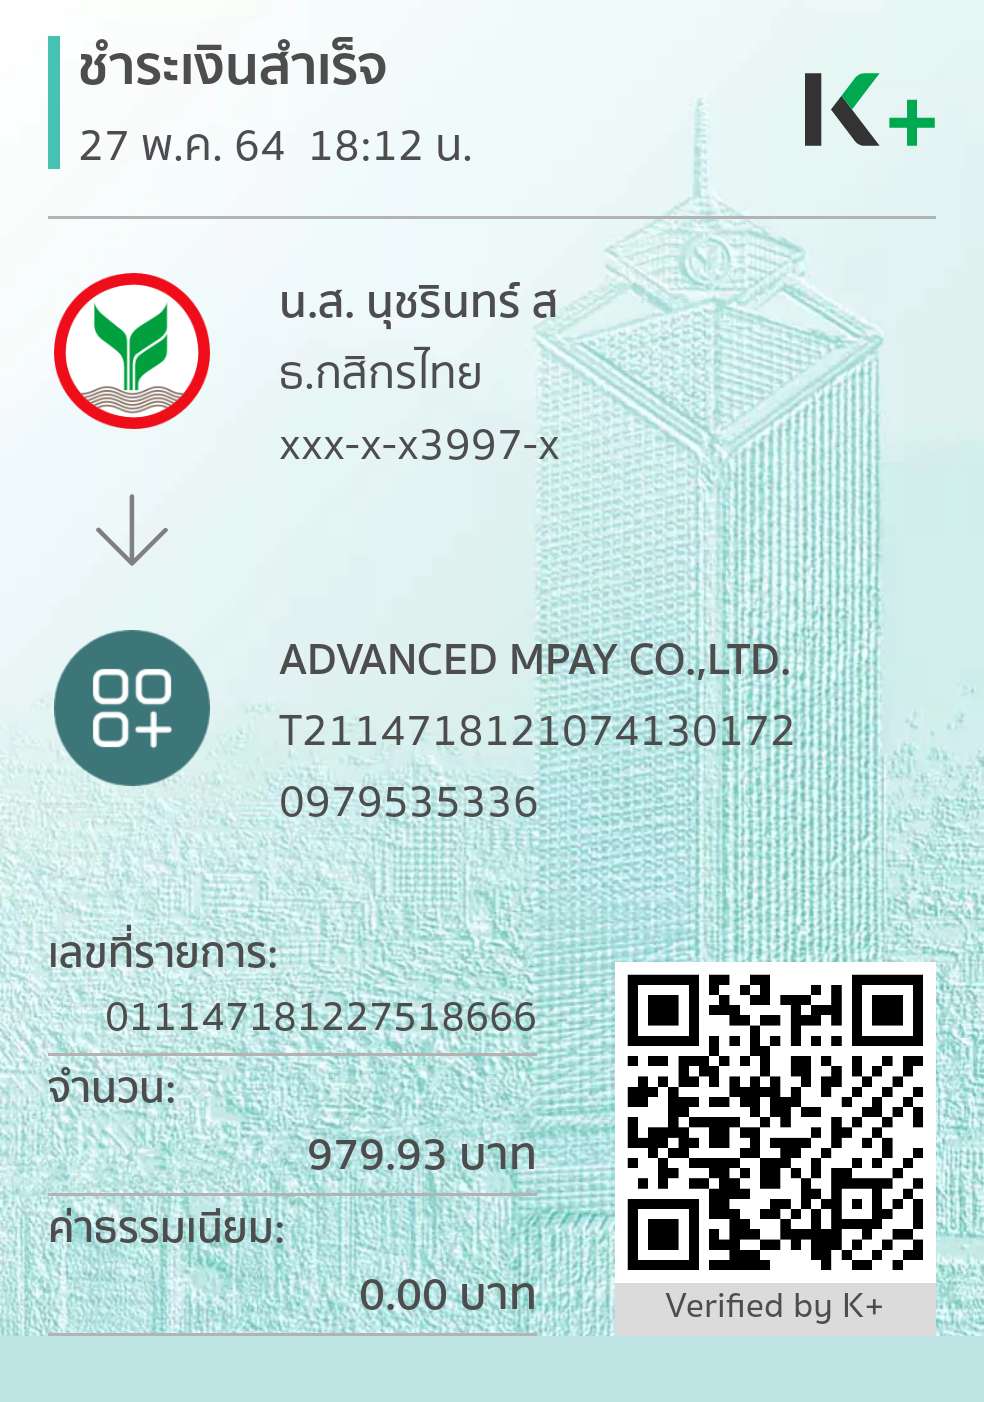 ชำระเงินสำเร็จ
27 พ.ค. 64 18:12 น.
K+
น.ส. นุชรินทร์ ส
ธ.กสิกรไทย
xxx-x-x3997-x
ADVANCED MPAY CO.,LTD.
T2114718121074130172
0979535336
เลขที่รายการ:
011147181227518666
จำนวน:
979.93 บาท
ค่าธรรมเนียม:
0.00 บาท
Verified by K+